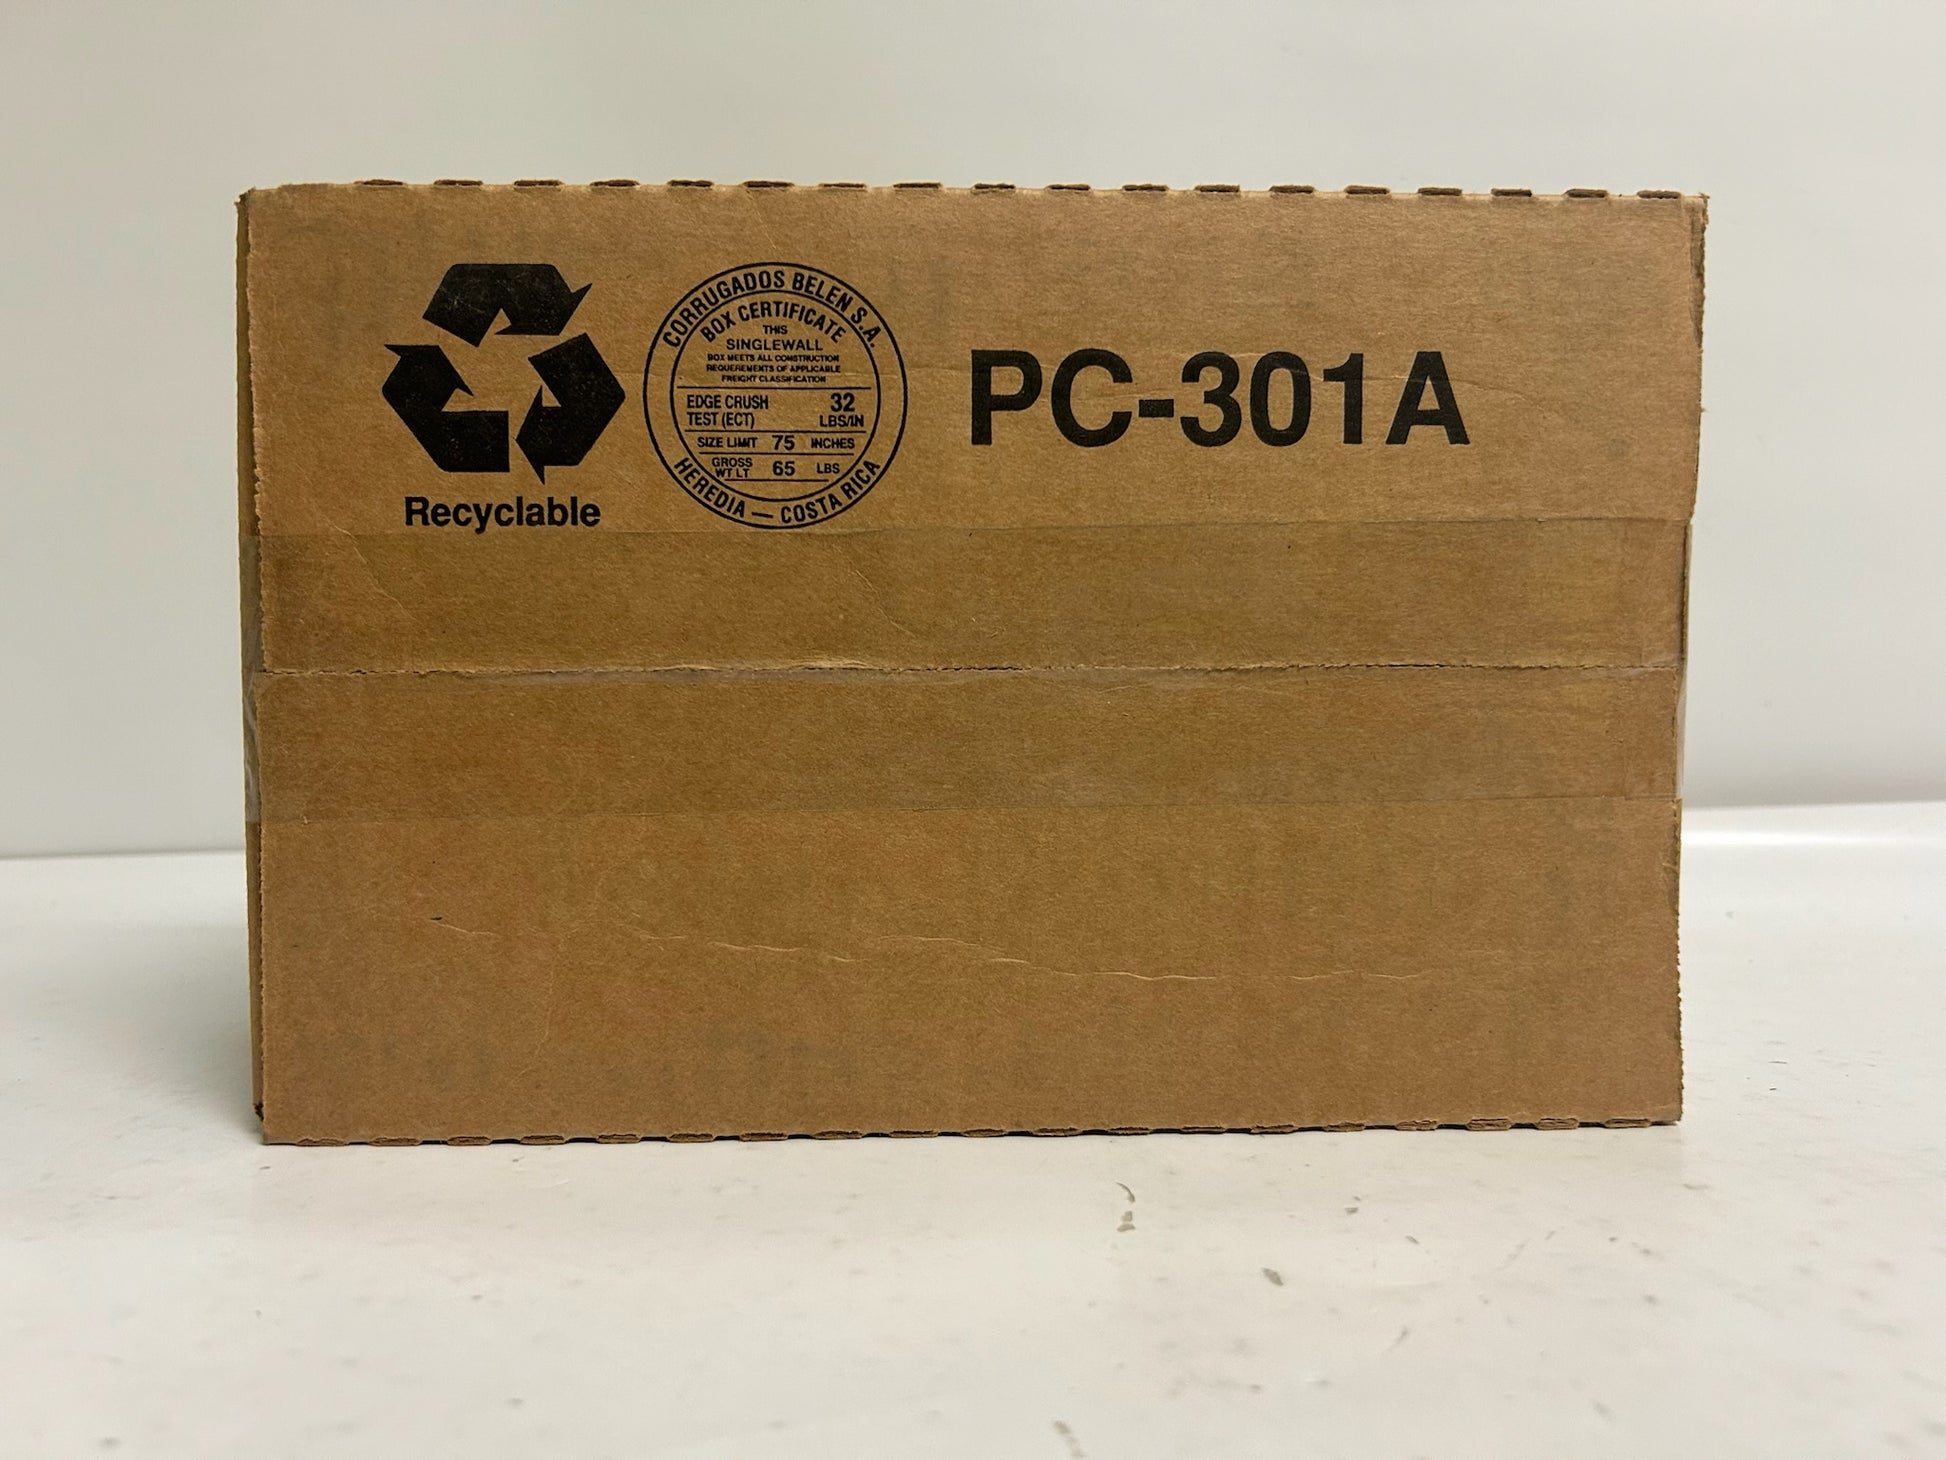 Recyclable
CORRUGADOS BELEN S.A.
BOX CERTIFICATE
THIS
SINGLEWALL
BOX MEETS ALL CONSTRUCTION
REQUEREMENTS OF APPLICABLE
FREIGHT CLASSIFICATION
EDGE CRUSH 32
TEST (ECT) LBS/IN
SIZE LIMIT 75 INCHES
GROSS
WT LT 65 LBS
HEREDIA — COSTA RICA
PC-301A